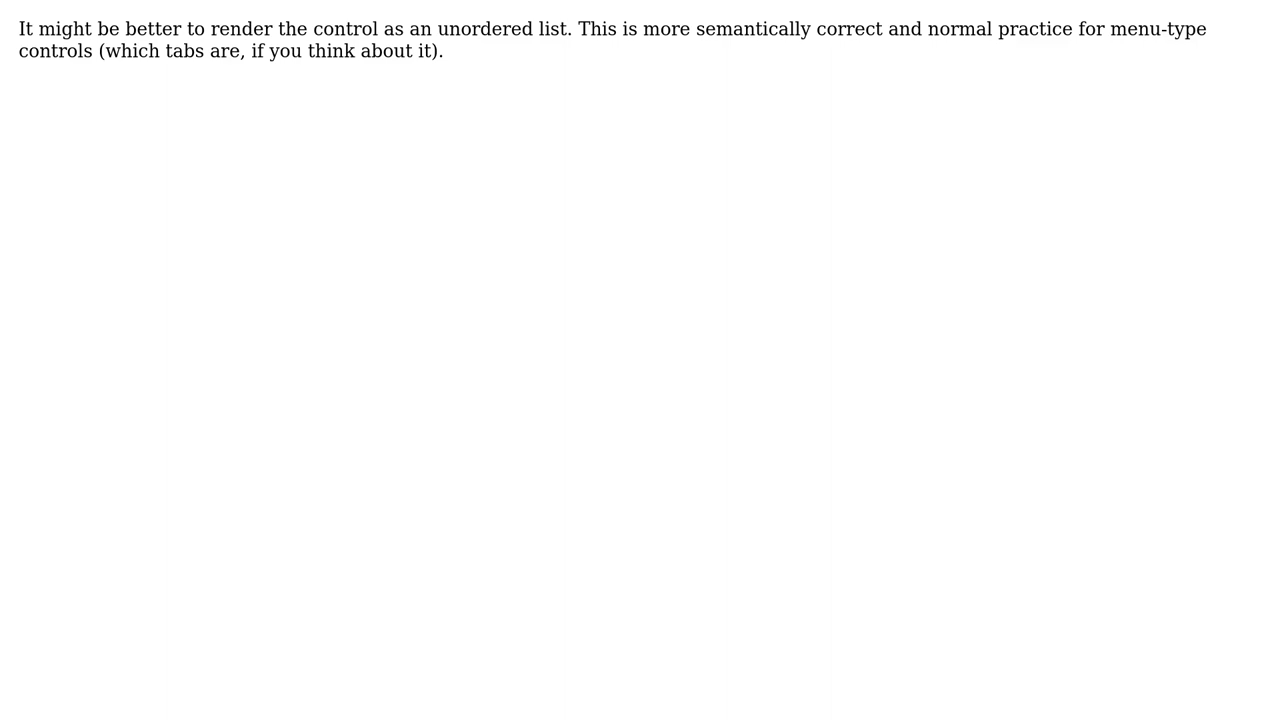 It might be better to render the control as an unordered list. This is more semantically correct and normal practice for menu-type
controls (which tabs are, if you think about it).